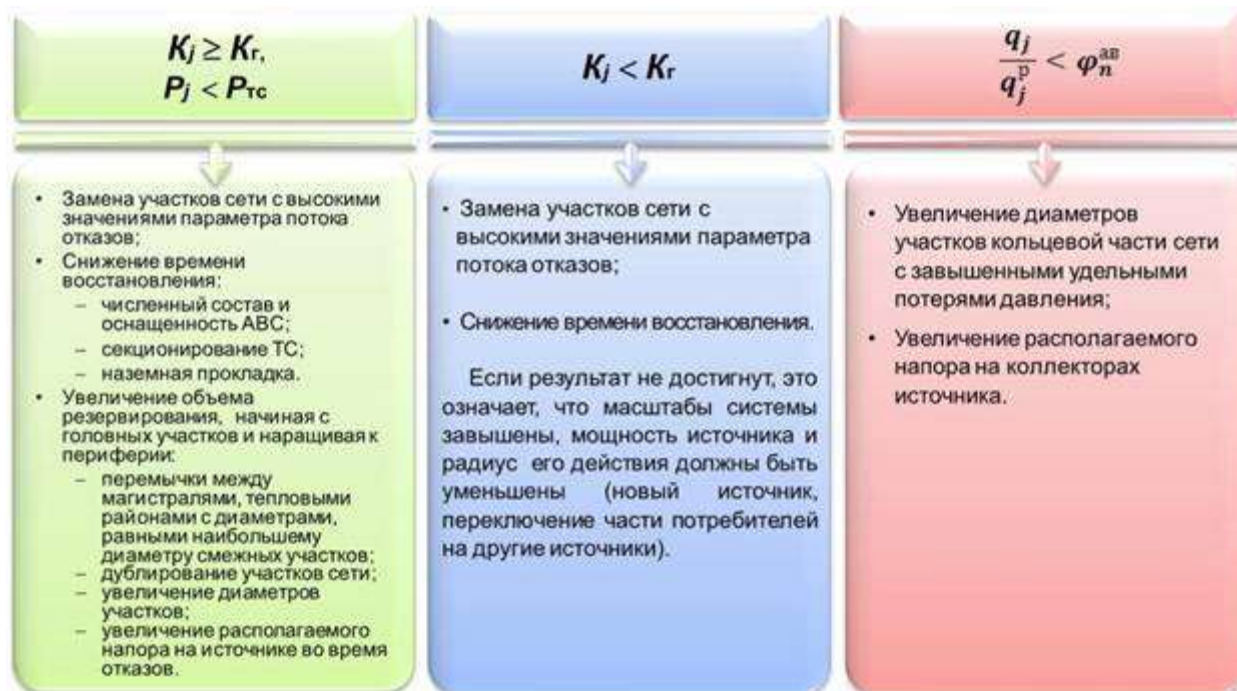 Kj ≥ Kг,
Pj < Pтс
• Замена участков сети с высокими
значениями параметра потока
отказов;
• Снижение времени
восстановления:
– численный состав и
оснащенность АВС;
– секционирование ТС;
– наземная прокладка.
• Увеличение объема
резервирования, начиная с
головных участков и наращивая к
периферии:
– перемычки между
магистралями, тепловыми
районами с диаметрами,
равными наибольшему
диаметру смежных участков;
– дублирование участков сети;
– увеличение диаметров
участков;
– увеличение располагаемого
напора на источнике во время
отказов.
Kj < Kг
• Замена участков сети с
высокими значениями параметра
потока отказов;
• Снижение времени восстановления.
Если результат не достигнут, это
означает, что масштабы системы
завышены, мощность источника и
радиус его действия должны быть
уменьшены (новый источник,
переключение части потребителей
на другие источники).
qj / qj^р < φn^ав
• Увеличение диаметров
участков кольцевой части сети
с завышенными удельными
потерями давления;
• Увеличение располагаемого
напора на коллекторах
источника.